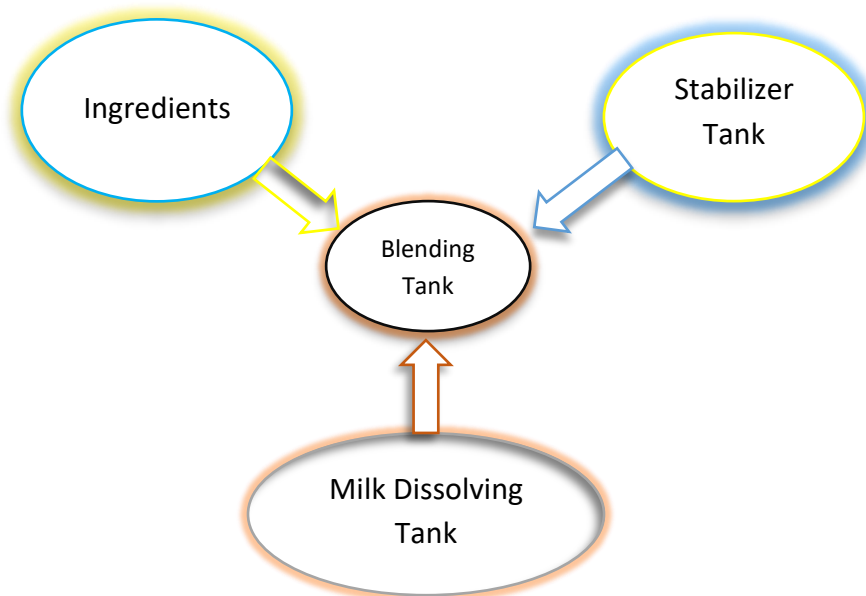 Ingredients
Stabilizer
Tank
Blending
Tank
Milk Dissolving
Tank